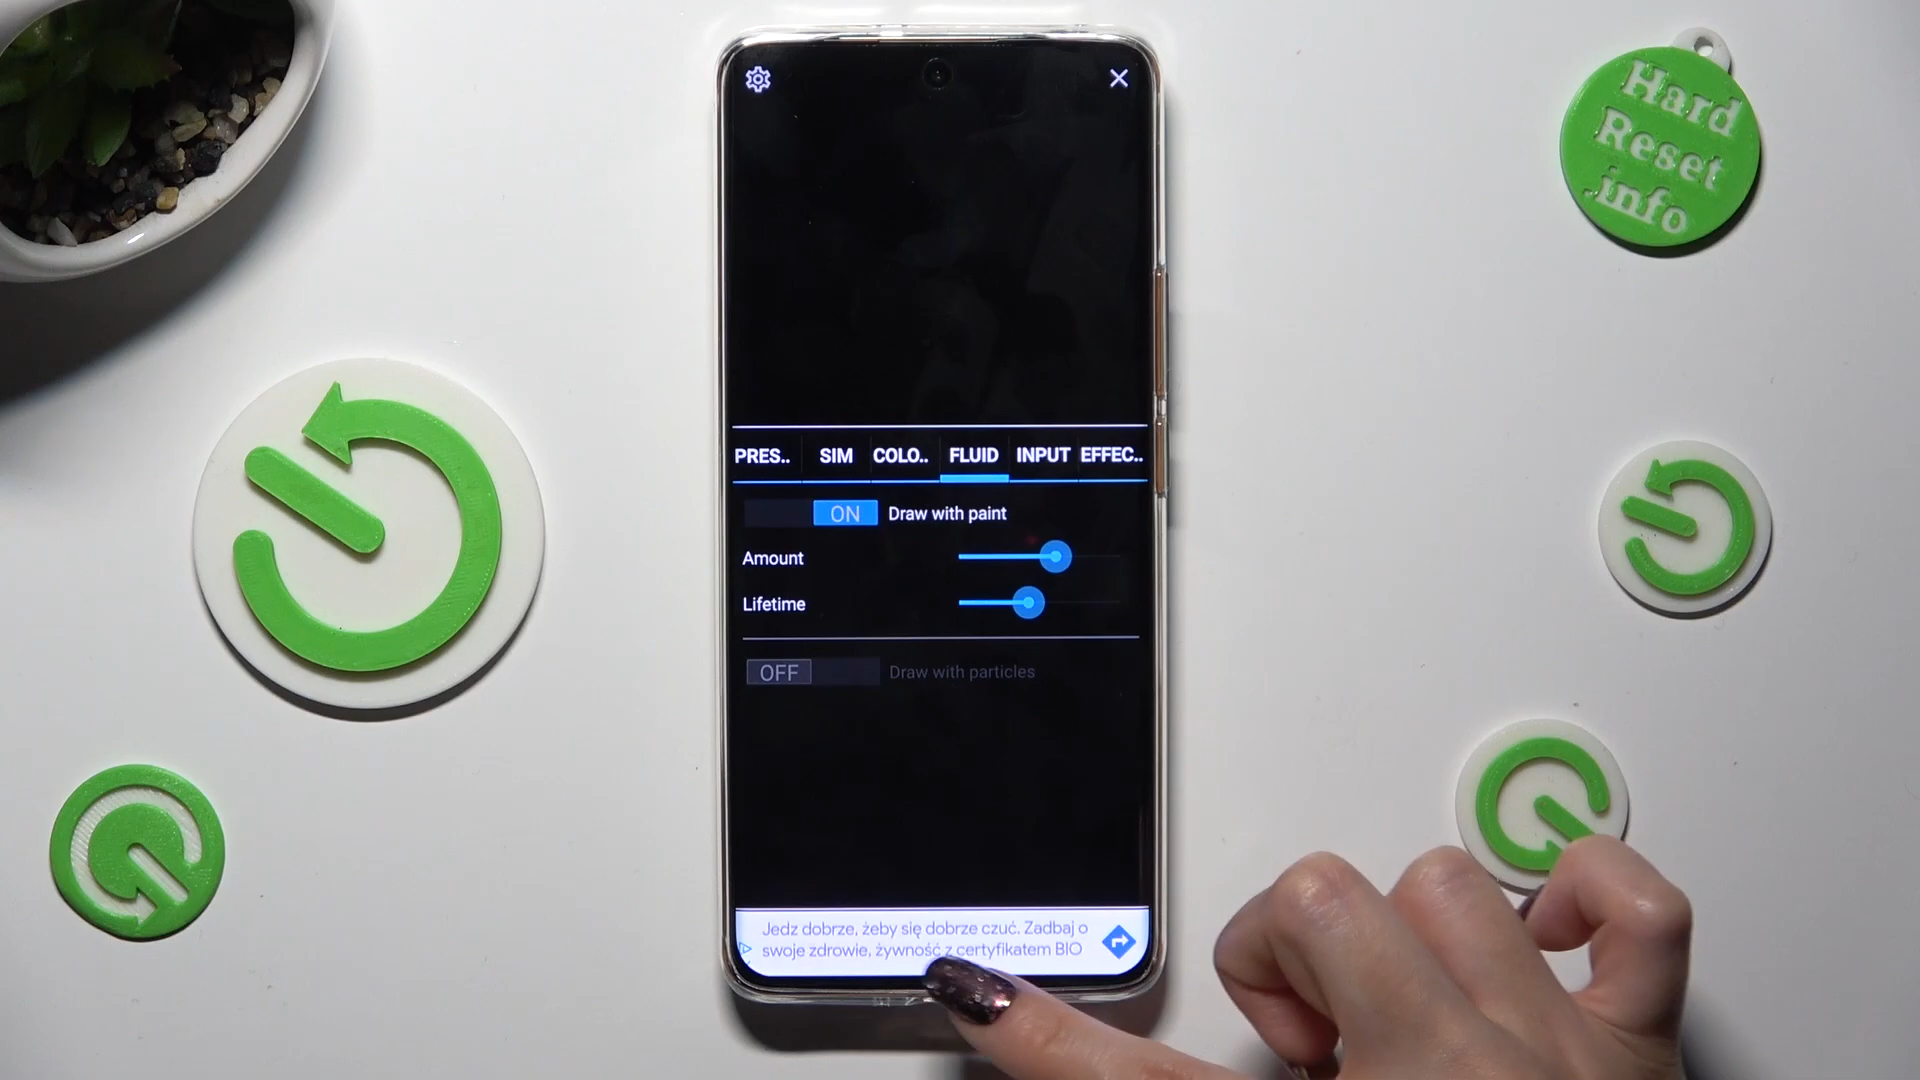 Hard
Reset
.info
PRES..
SIM
COLO..
FLUID
INPUT
EFFEC..
ON
Draw with paint
Amount
Lifetime
OFF
Draw with particles
Jedz dobrze, żeby się dobrze czuć. Zadbaj o
swoje zdrowie, żywność z certyfikatem BIO